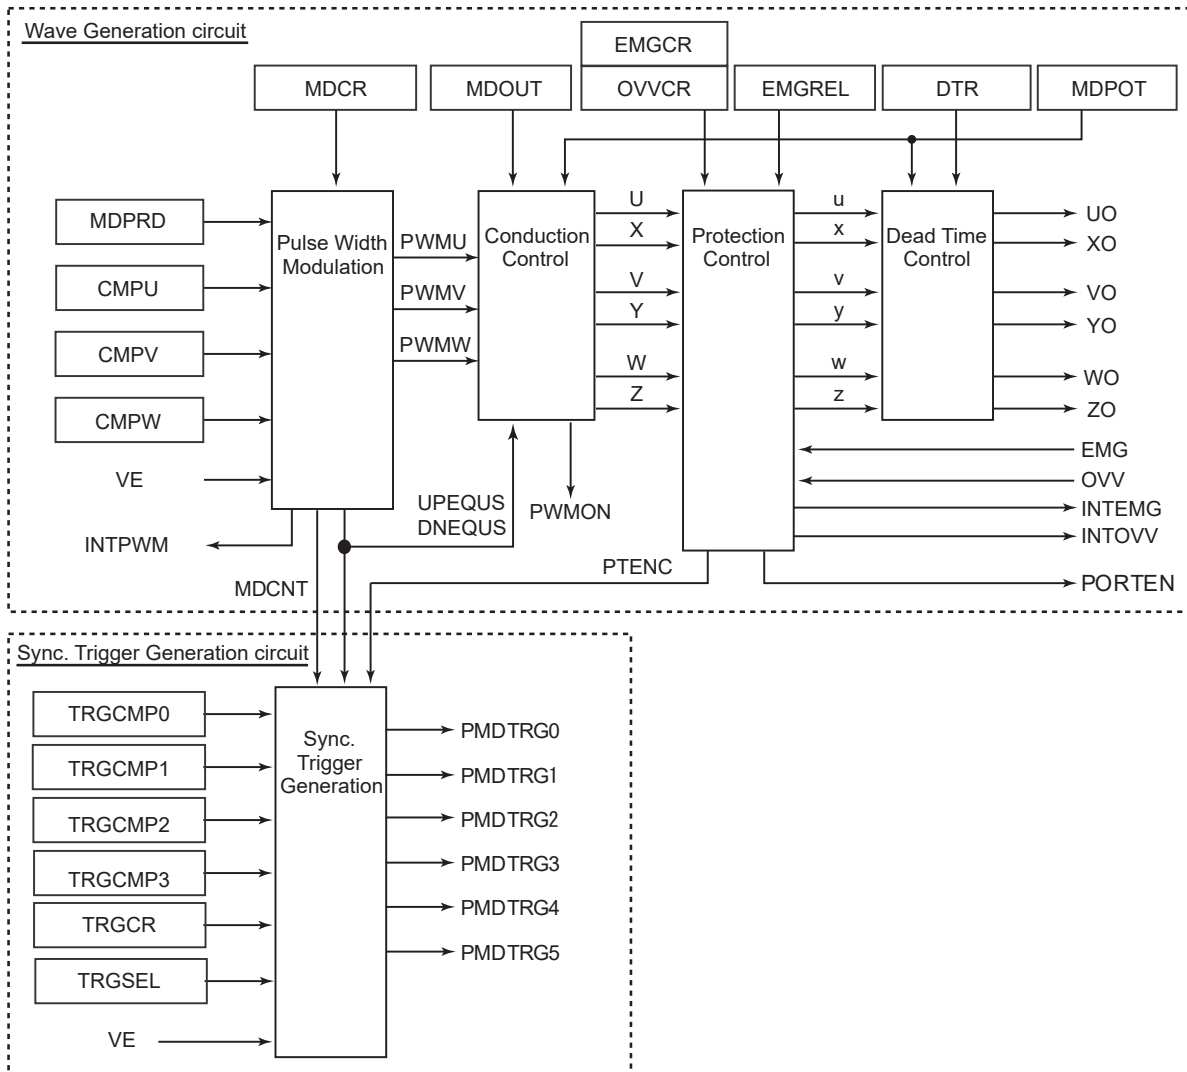 Wave Generation circuit
EMGCR
MDCR
MDOUT
OVVCR
EMGREL
DTR
MDPOT
MDPRD
CMPU
CMPV
CMPW
VE
Pulse Width
Modulation
PWMU
PWMV
PWMW
Conduction
Control
U
X
V
Y
W
Z
Protection
Control
u
x
v
y
w
z
Dead Time
Control
UO
XO
VO
YO
WO
ZO
EMG
OVV
INTEMG
INTOVV
PORTEN
INTPWM
UPEQUS
DNEQUS
PWMON
MDCNT
PTENC
Sync. Trigger Generation circuit
TRGCMP0
TRGCMP1
TRGCMP2
TRGCMP3
TRGCR
TRGSEL
VE
Sync.
Trigger
Generation
PMDTRG0
PMDTRG1
PMDTRG2
PMDTRG3
PMDTRG4
PMDTRG5